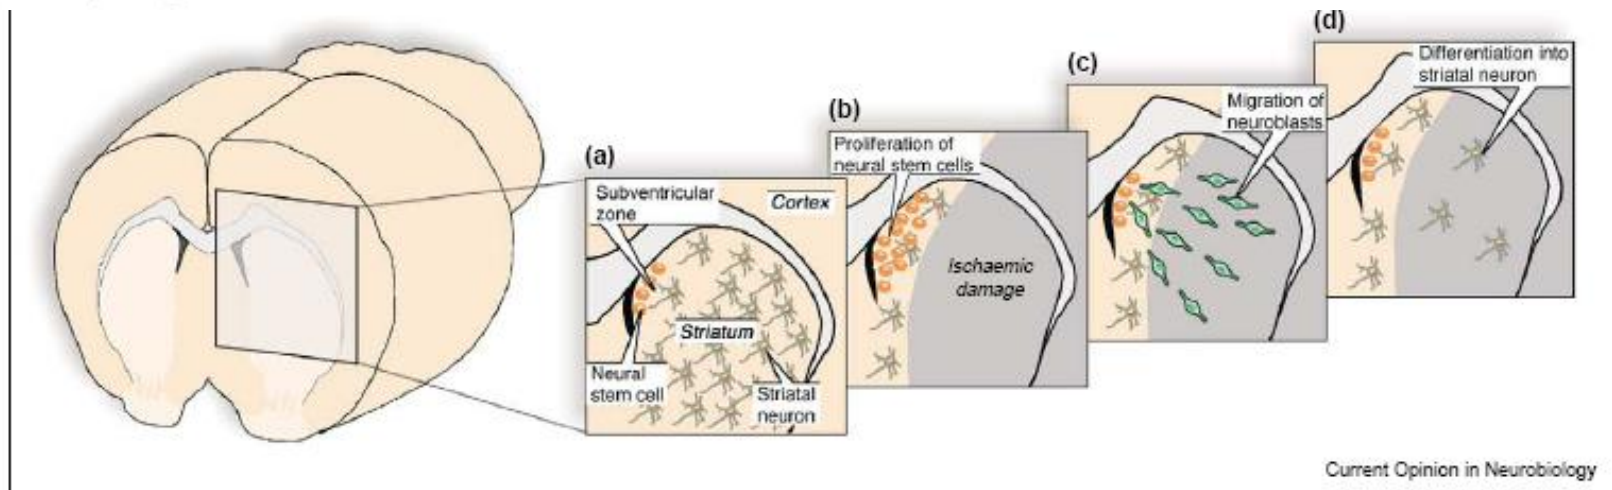 (a)
Subventricular
zone
Cortex
Striatum
Neural
stem cell
Striatal
neuron
(b)
Proliferation of
neural stem cells
Ischaemic
damage
(c)
Migration of
neuroblasts
(d)
Differentiation into
striatal neuron
Current Opinion in Neurobiology